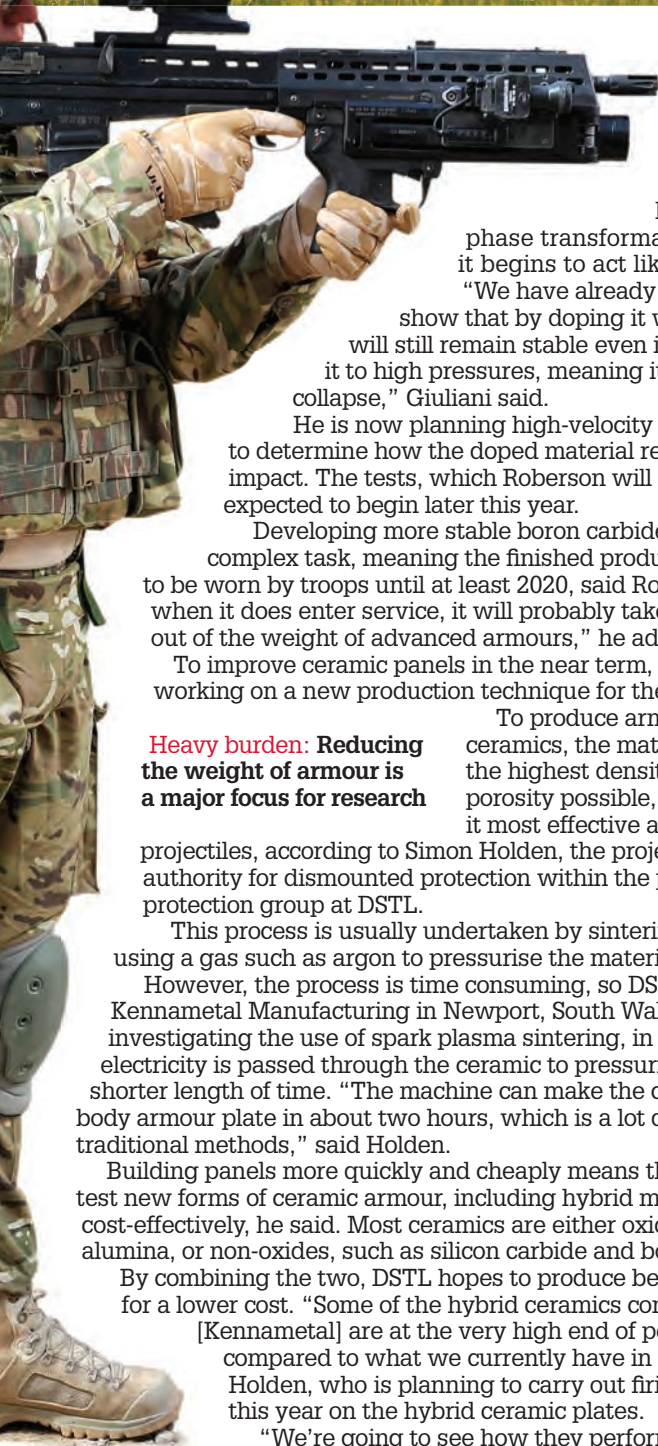 phase transforma
it begins to act lik
"We have already
show that by doping it
will still remain stable even i
it to high pressures, meaning i
collapse," Giuliani said.
He is now planning high-velocity
to determine how the doped material re
impact. The tests, which Roberson will
expected to begin later this year.
Developing more stable boron carbide
complex task, meaning the finished produ
to be worn by troops until at least 2020, said Ro
when it does enter service, it will probably take
out of the weight of advanced armours," he ad
To improve ceramic panels in the near term,
working on a new production technique for the
To produce arm
ceramics, the mat
the highest densit
porosity possible,
it most effective a
Heavy burden: Reducing
the weight of armour is
a major focus for research
projectiles, according to Simon Holden, the proje
authority for dismounted protection within the p
protection group at DSTL.
This process is usually undertaken by sinteri
using a gas such as argon to pressurise the materi
However, the process is time consuming, so DS
Kennametal Manufacturing in Newport, South Wal
investigating the use of spark plasma sintering, in
electricity is passed through the ceramic to pressuri
shorter length of time. "The machine can make the c
body armour plate in about two hours, which is a lot q
traditional methods," said Holden.
Building panels more quickly and cheaply means th
test new forms of ceramic armour, including hybrid m
cost-effectively, he said. Most ceramics are either oxid
alumina, or non-oxides, such as silicon carbide and bo
By combining the two, DSTL hopes to produce be
for a lower cost. "Some of the hybrid ceramics com
[Kennametal] are at the very high end of pe
compared to what we currently have in
Holden, who is planning to carry out firi
this year on the hybrid ceramic plates.
"We're going to see how they perform